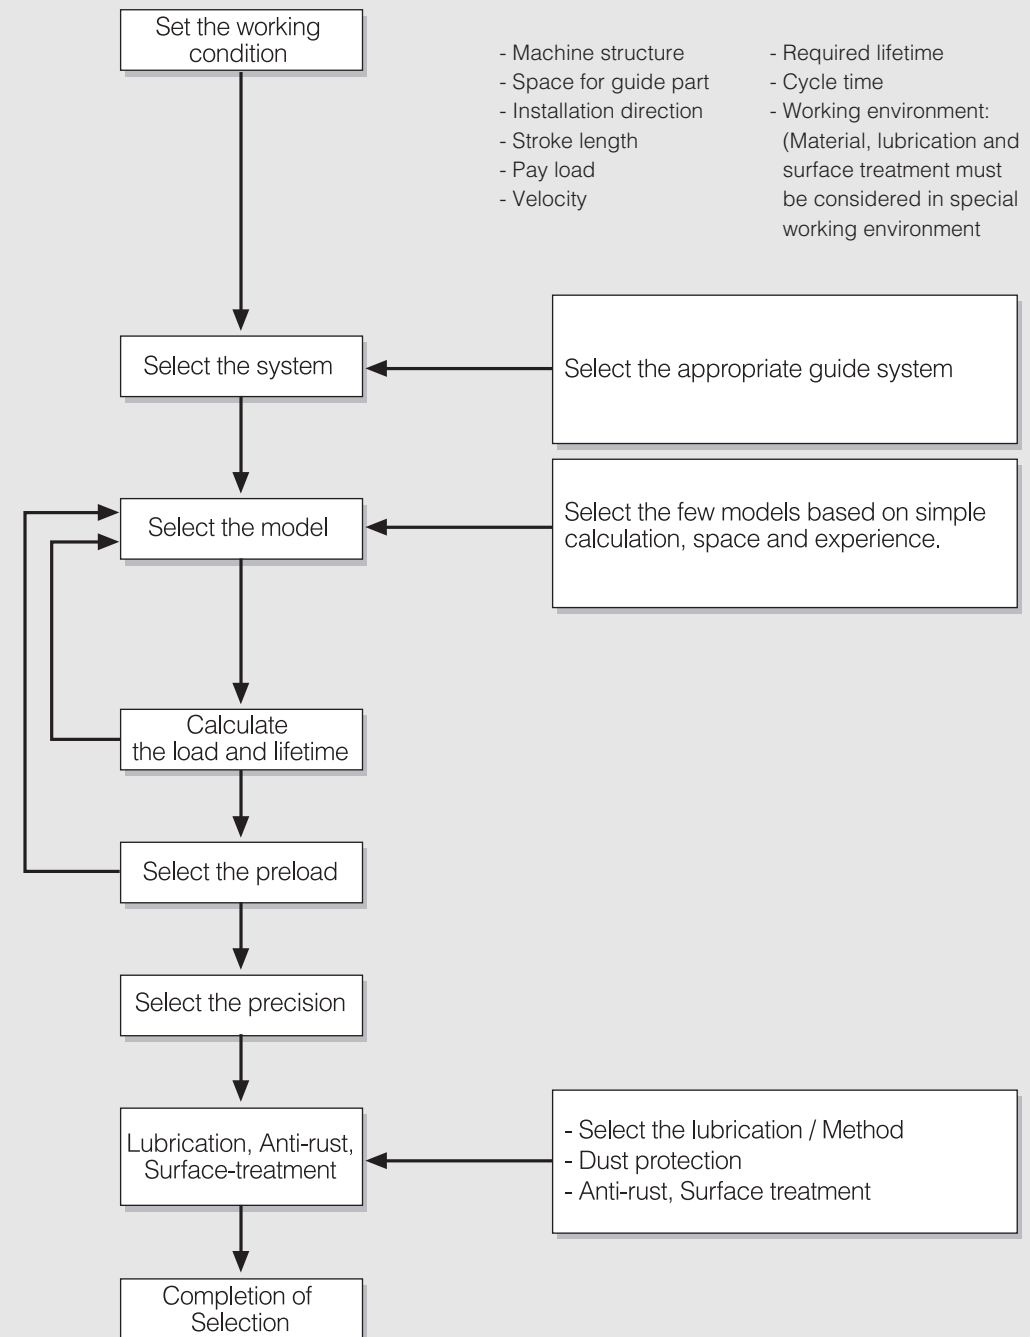 Set the working
condition
- Machine structure
- Space for guide part
- Installation direction
- Stroke length
- Pay load
- Velocity
- Required lifetime
- Cycle time
- Working environment:
(Material, lubrication and
surface treatment must
be considered in special
working environment
Select the system
Select the appropriate guide system
Select the model
Select the few models based on simple
calculation, space and experience.
Calculate
the load and lifetime
Select the preload
Select the precision
Lubrication, Anti-rust,
Surface-treatment
- Select the lubrication / Method
- Dust protection
- Anti-rust, Surface treatment
Completion of
Selection